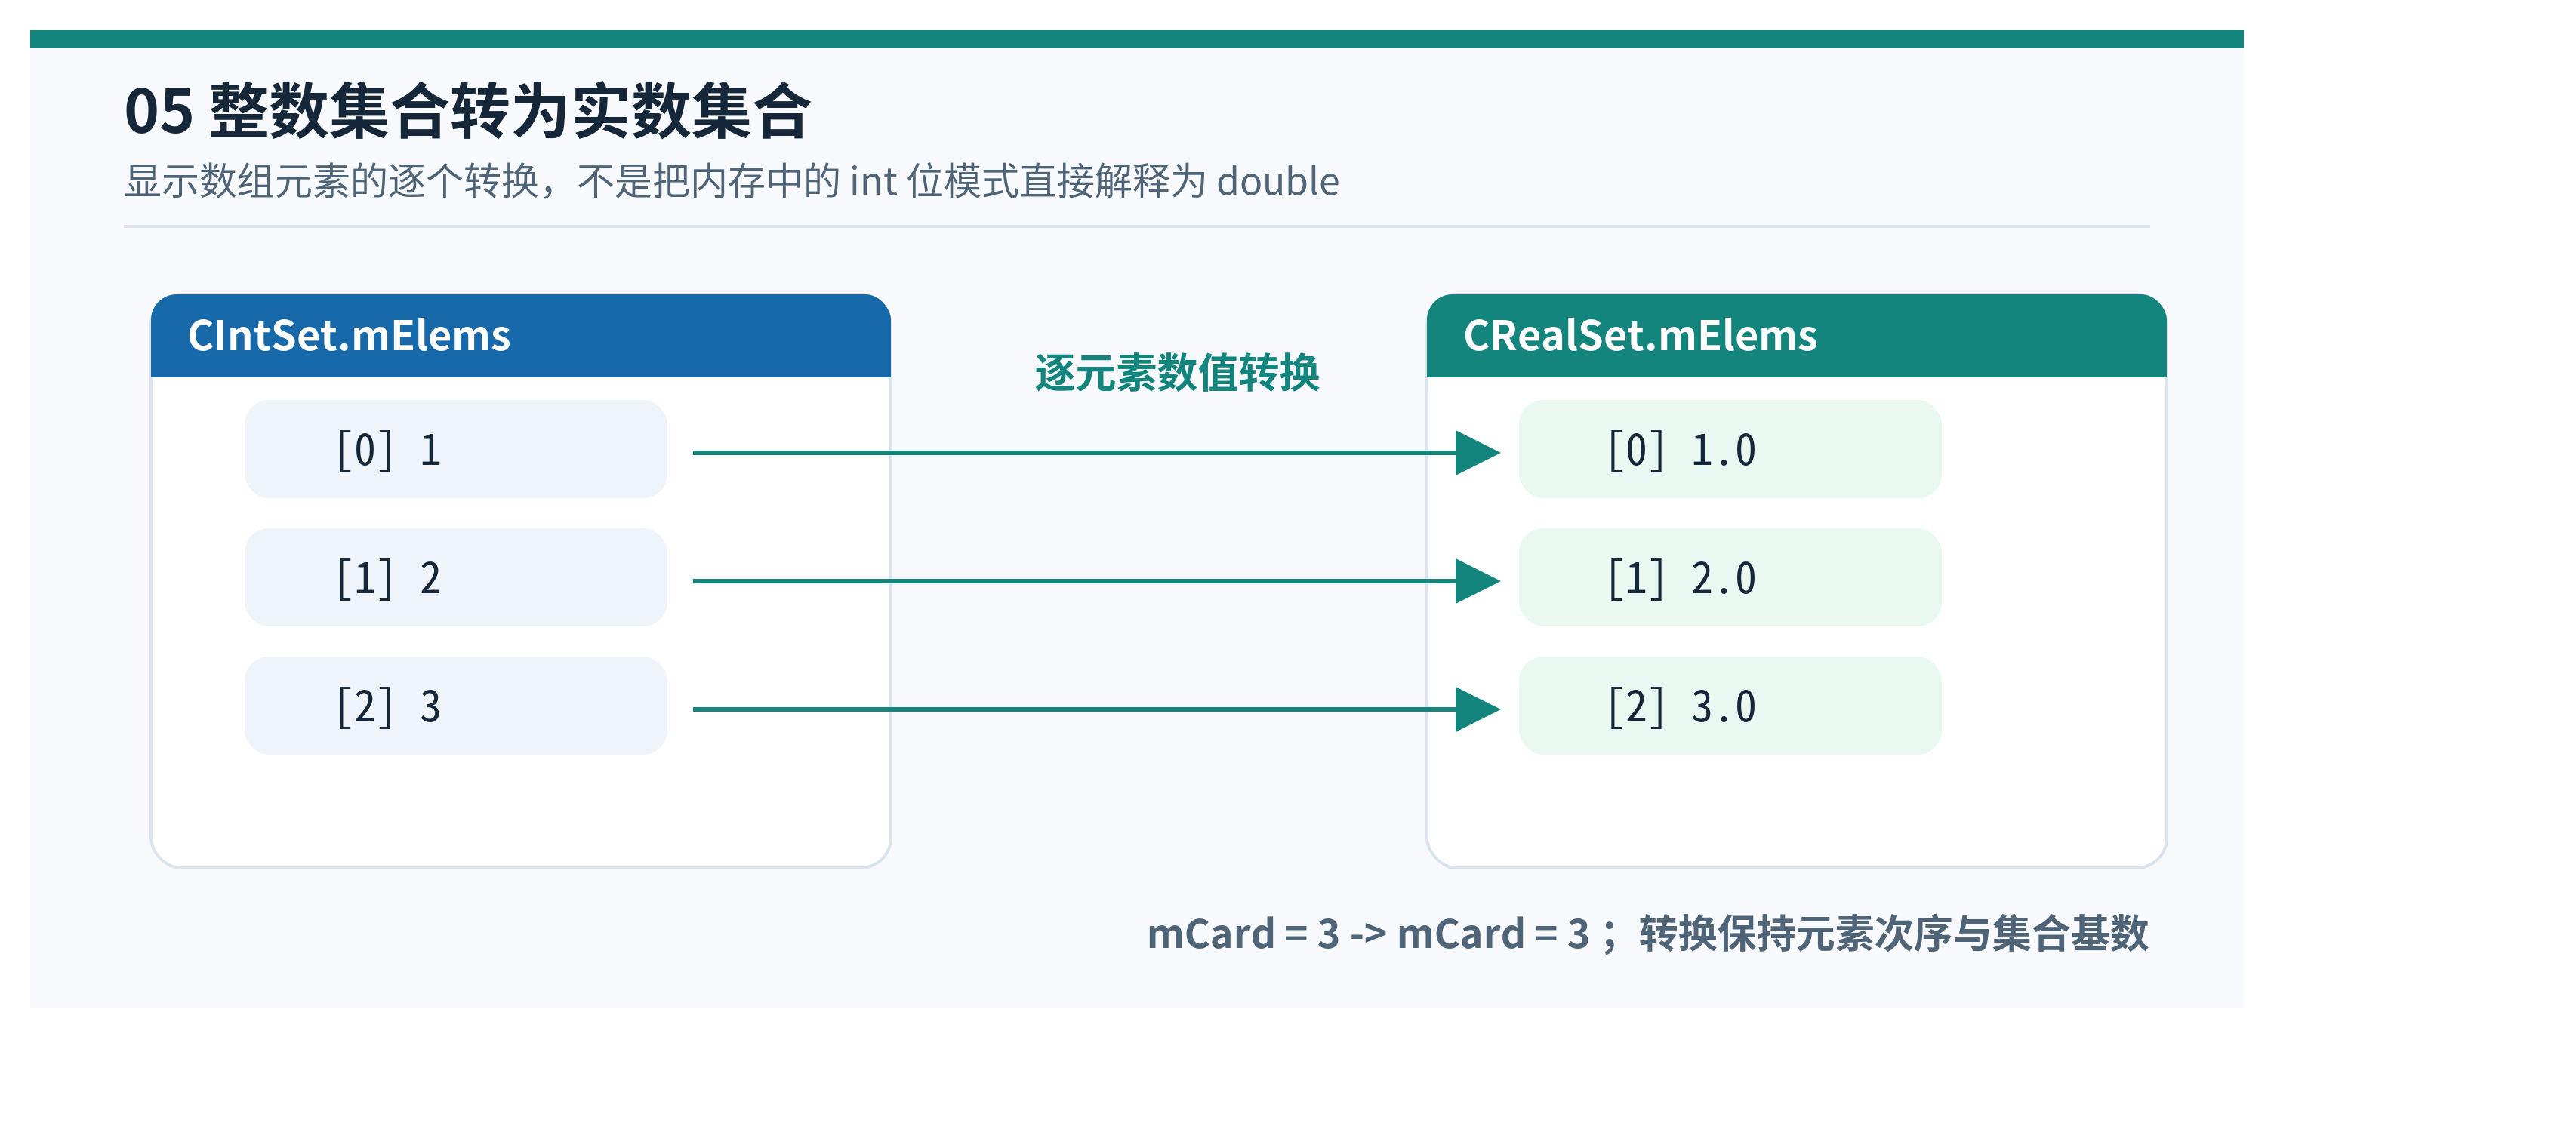 05 整数集合转为实数集合
显示数组元素的逐个转换，不是把内存中的 int 位模式直接解释为 double
CIntSet.mElems
[0] 1
[1] 2
[2] 3
逐元素数值转换
CRealSet.mElems
[0] 1.0
[1] 2.0
[2] 3.0
mCard = 3 -> mCard = 3 ；转换保持元素次序与集合基数